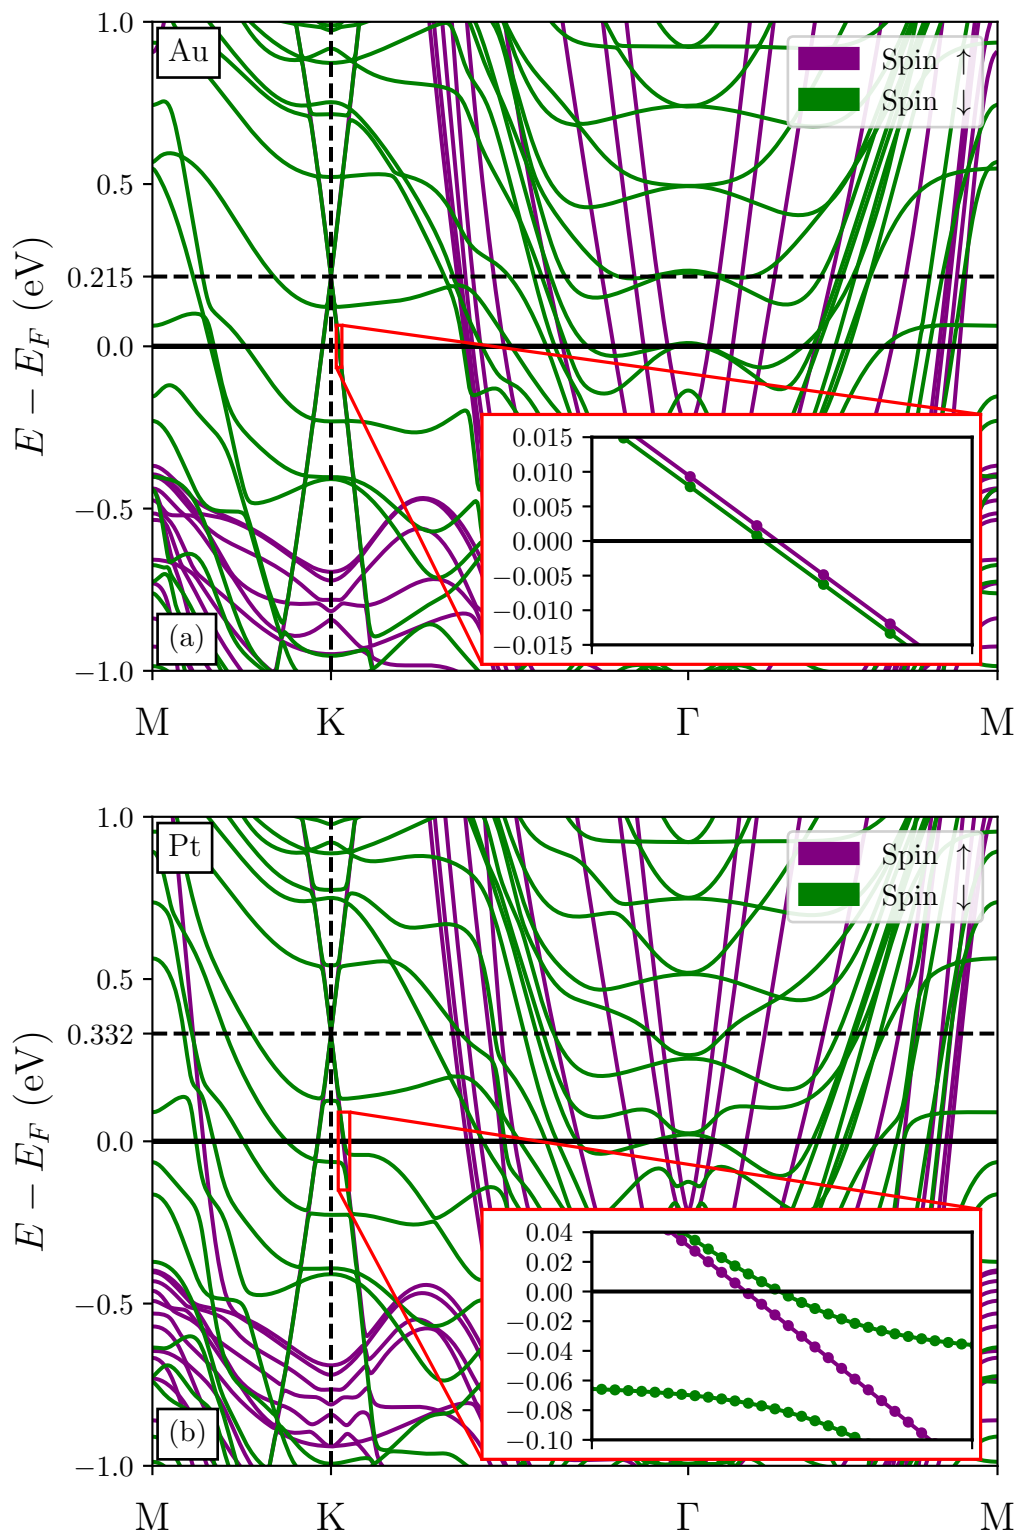 1.0
Au
Spin ↑
Spin ↓
0.5
0.215
0.0
E − E_F (eV)
−0.5
−1.0
(a)
0.015
0.010
0.005
0.000
−0.005
−0.010
−0.015
M K Γ M
1.0
Pt
Spin ↑
Spin ↓
0.5
0.332
0.0
E − E_F (eV)
−0.5
−1.0
(b)
0.04
0.02
0.00
−0.02
−0.04
−0.06
−0.08
−0.10
M K Γ M